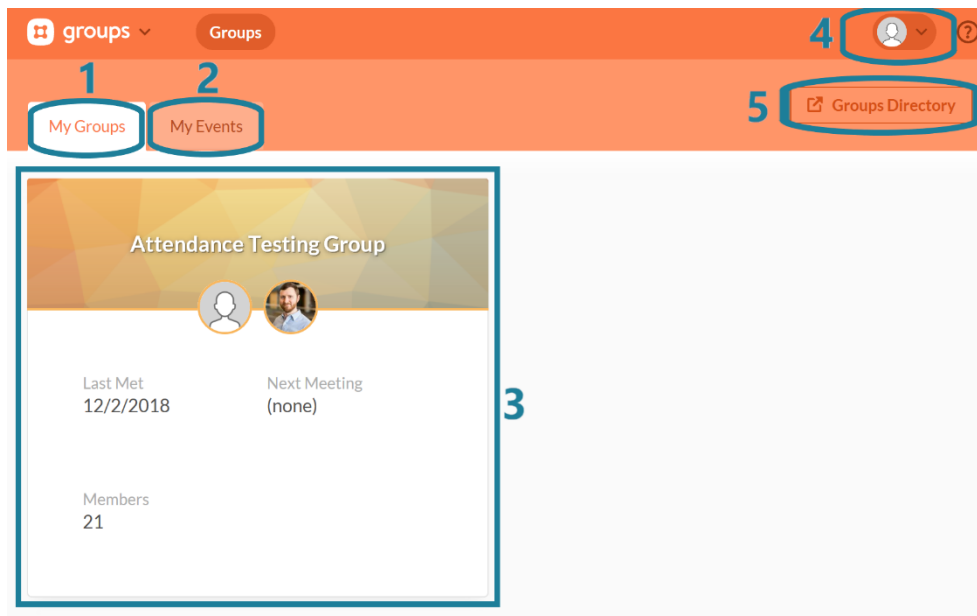 groups Groups 4 ?
1 2
5 Groups Directory
My Groups My Events
Attendance Testing Group
Last Met Next Meeting
12/2/2018 (none)
3
Members
21